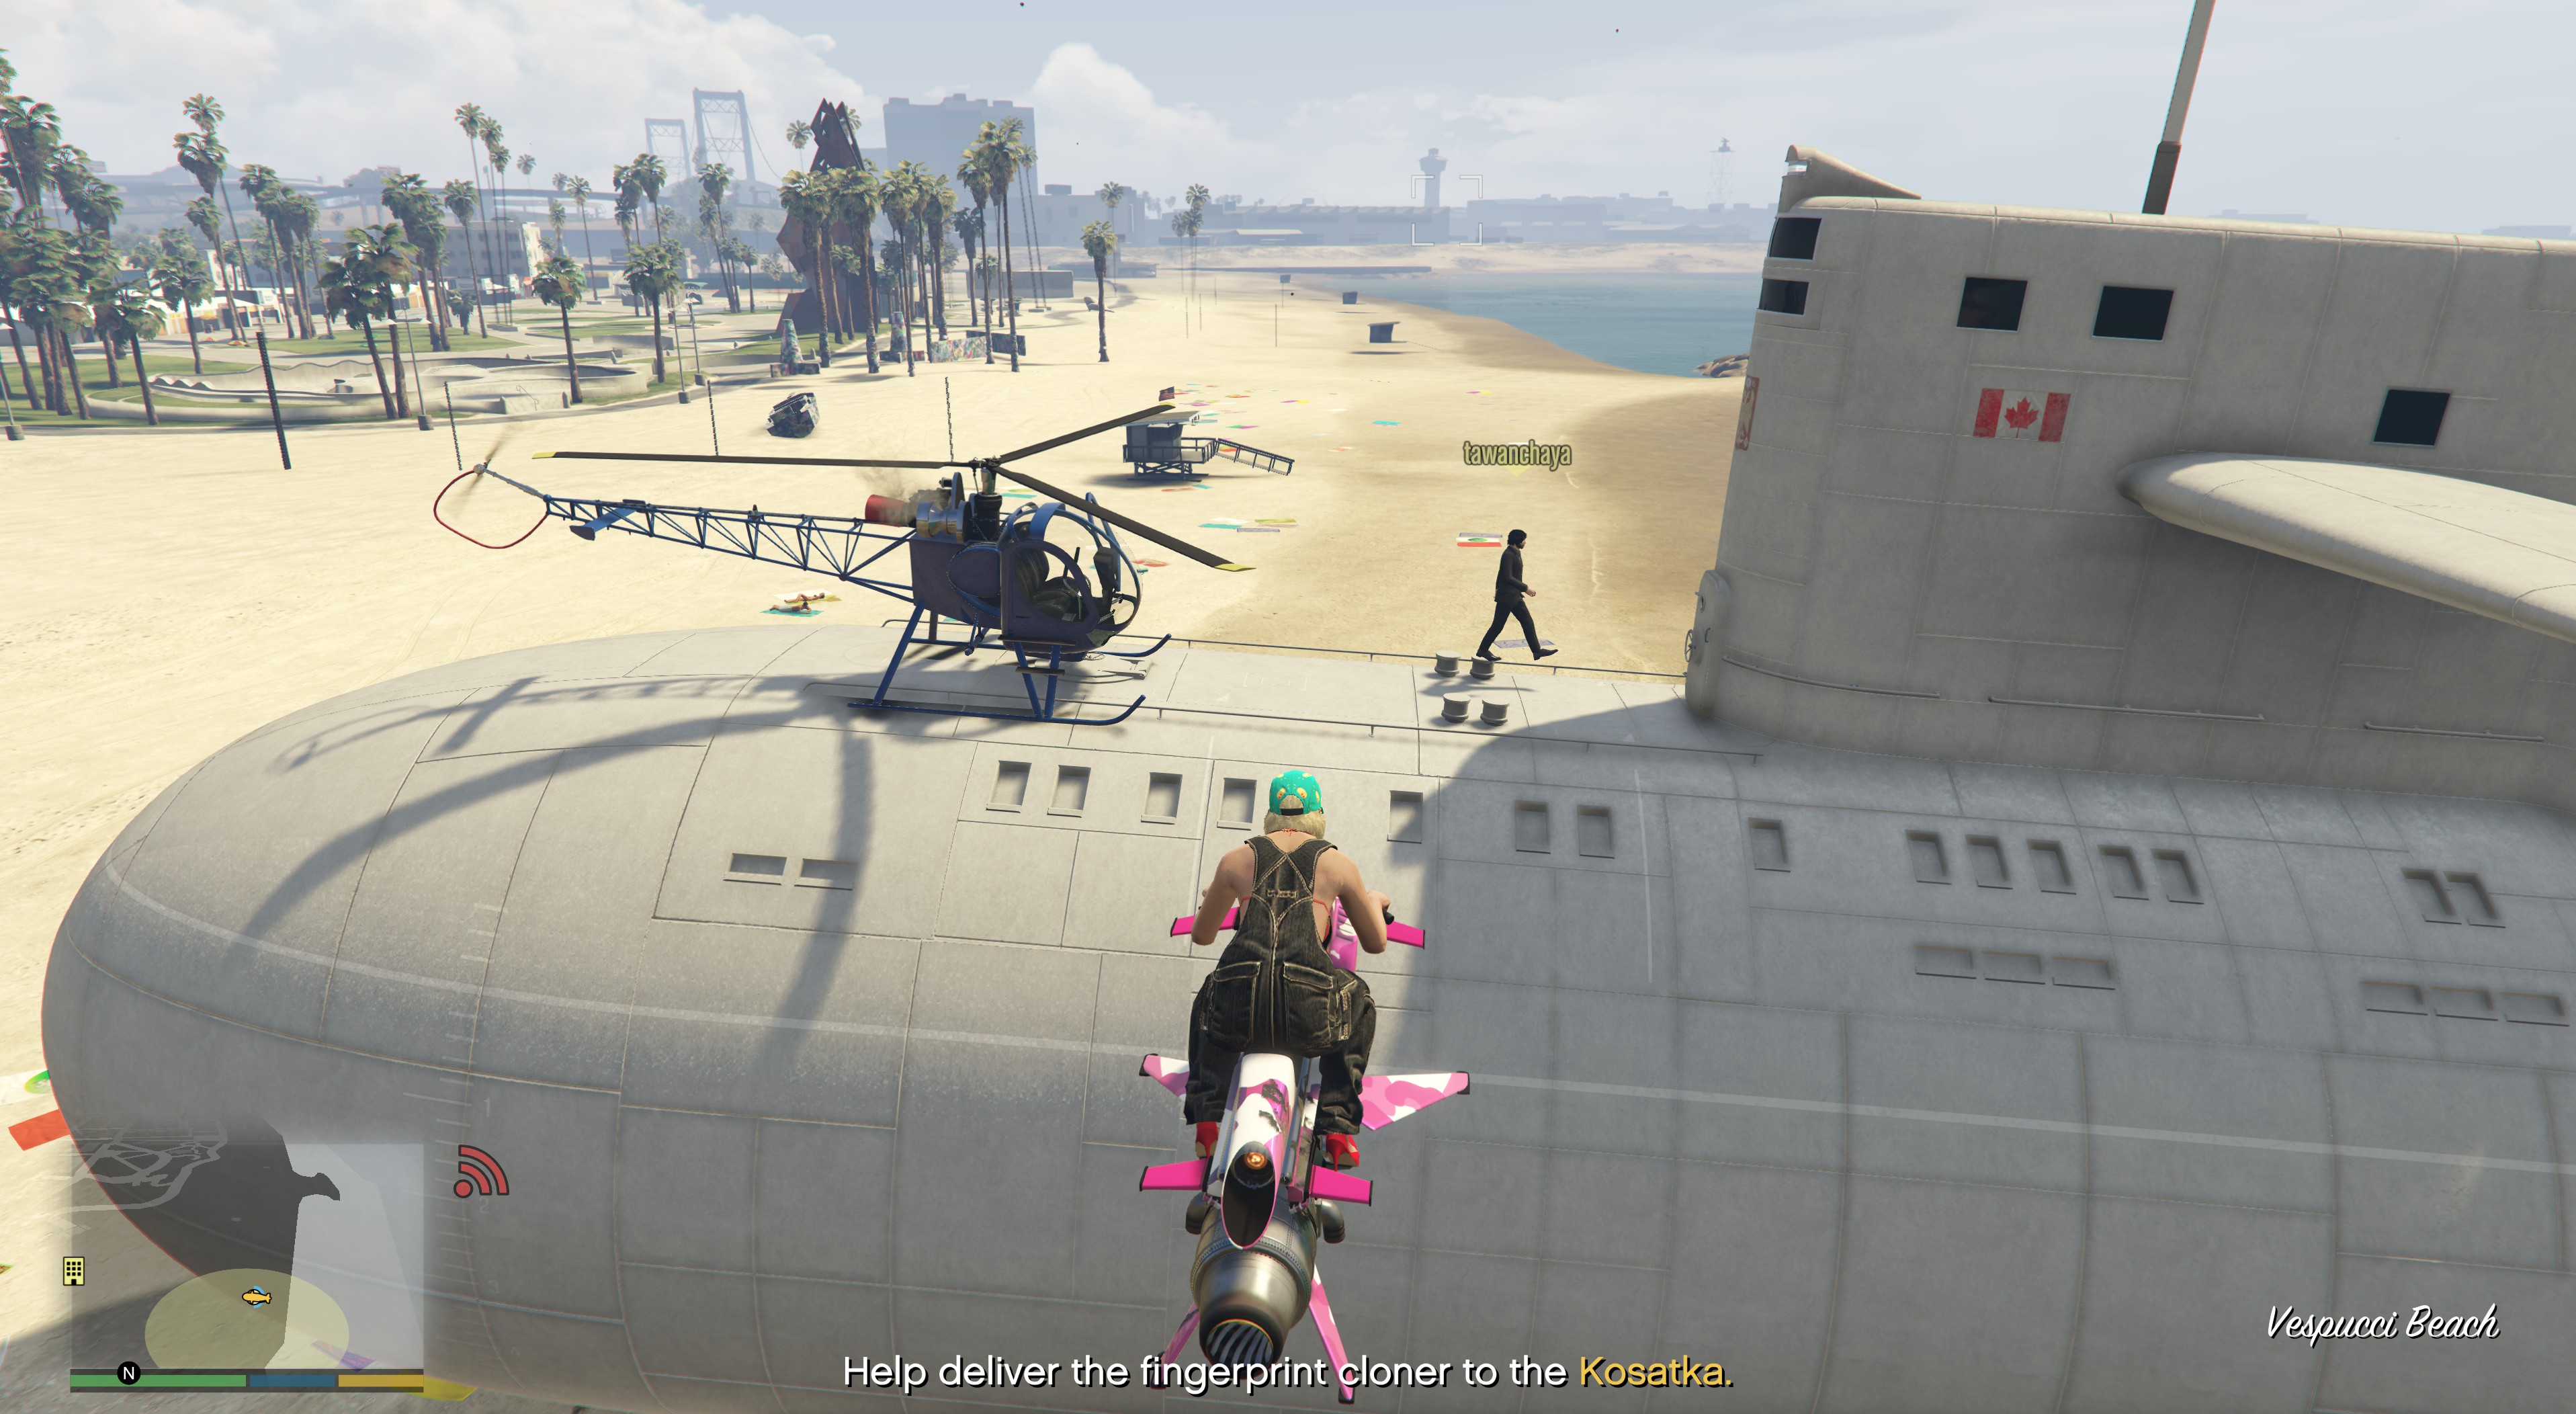 tawanchaya
N
Vespucci Beach
Help deliver the fingerprint cloner to the Kosatka.